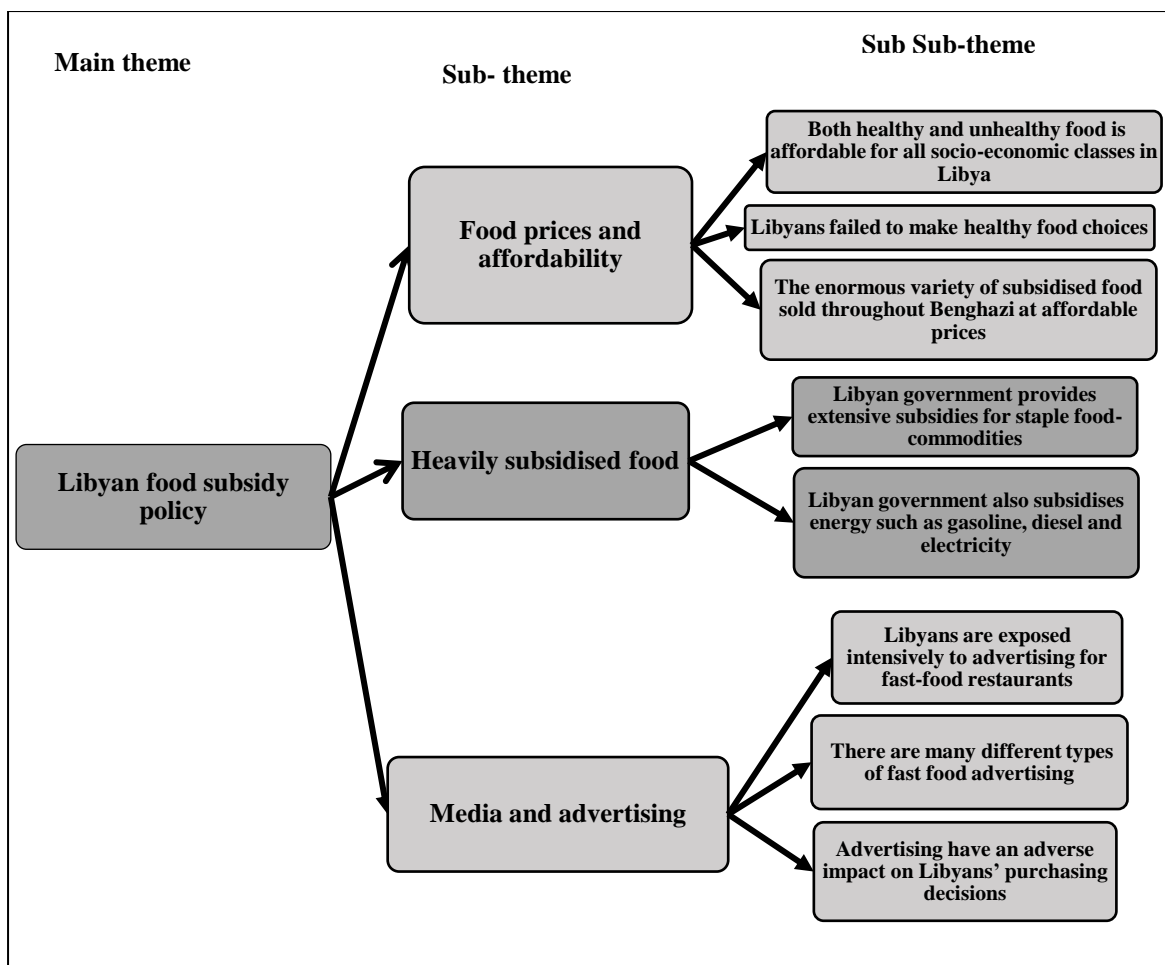 Main theme
Sub- theme
Sub Sub-theme
Libyan food subsidy
policy
Food prices and
affordability
Both healthy and unhealthy food is
affordable for all socio-economic classes in
Libya
Libyans failed to make healthy food choices
The enormous variety of subsidised food
sold throughout Benghazi at affordable
prices
Heavily subsidised food
Libyan government provides
extensive subsidies for staple food-
commodities
Libyan government also subsidises
energy such as gasoline, diesel and
electricity
Media and advertising
Libyans are exposed
intensively to advertising for
fast-food restaurants
There are many different types
of fast food advertising
Advertising have an adverse
impact on Libyans’ purchasing
decisions